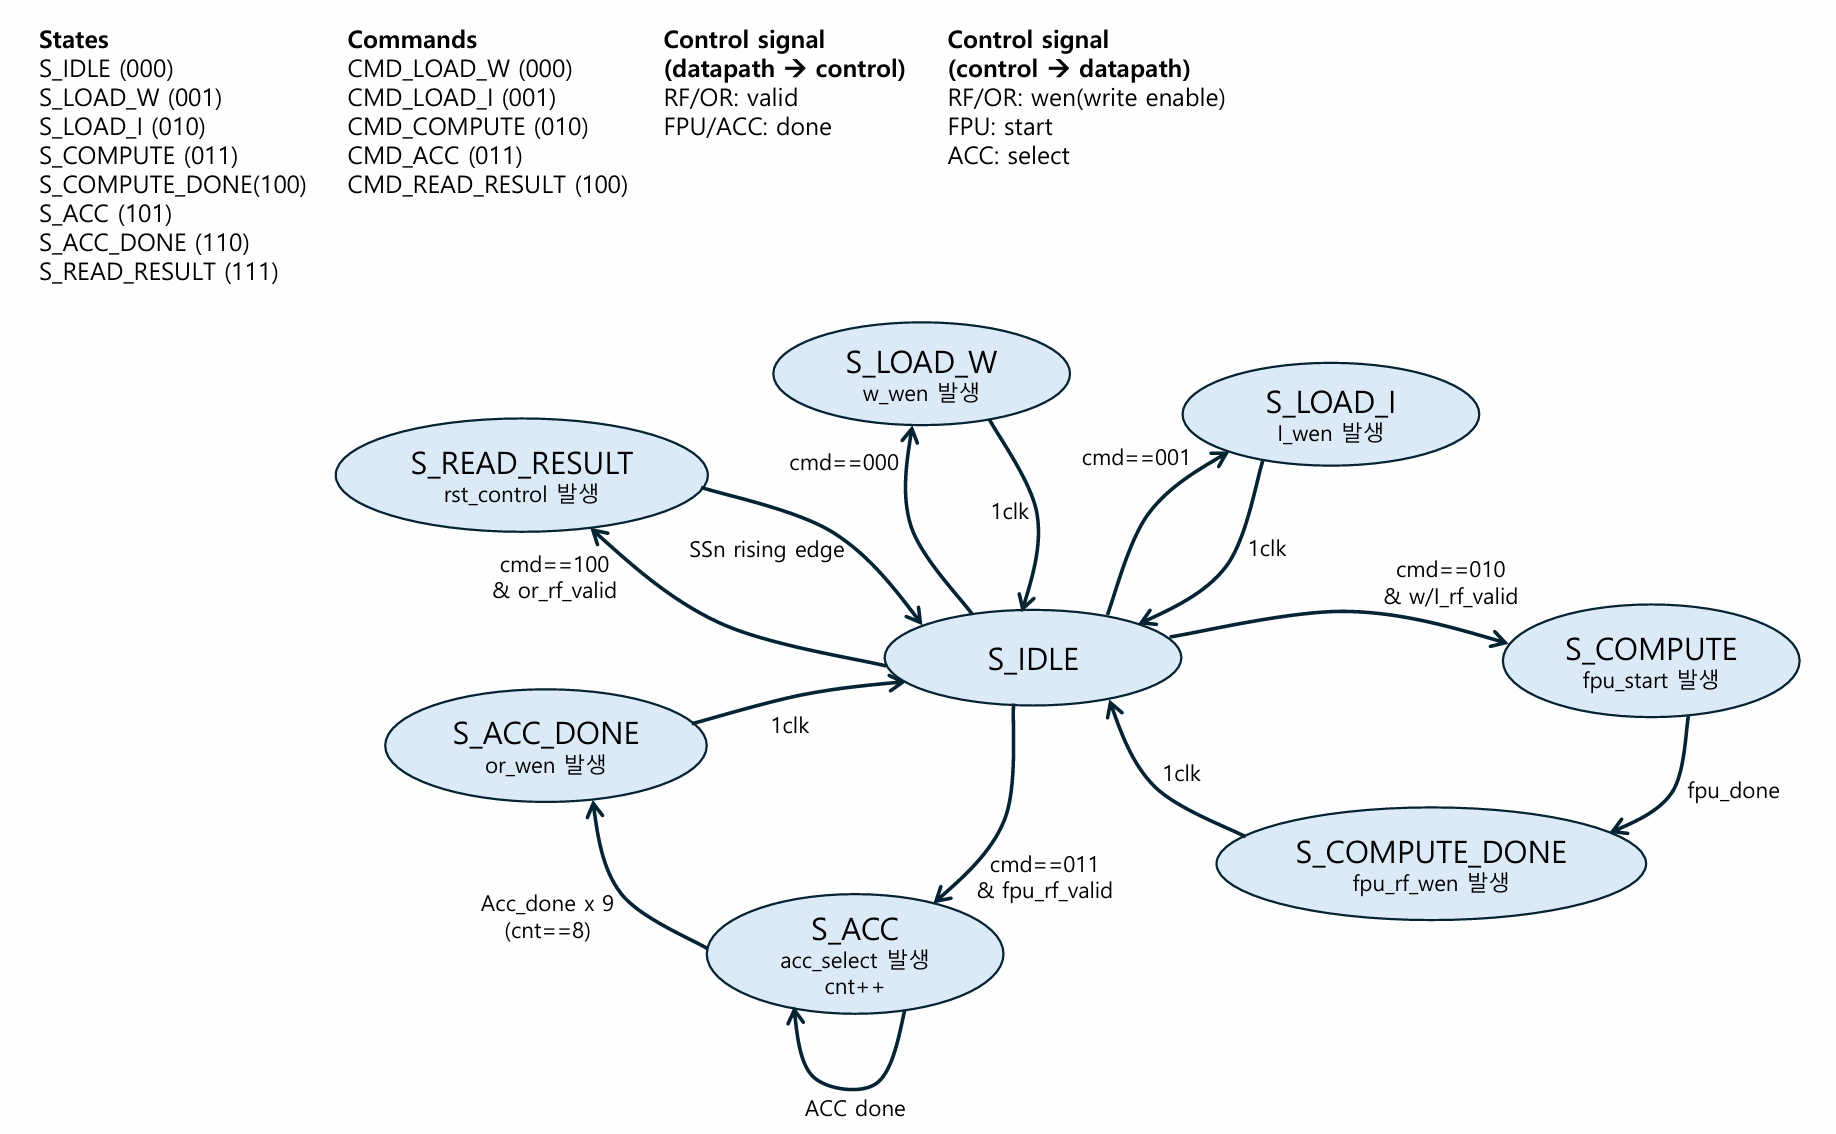 States
S_IDLE (000)
S_LOAD_W (001)
S_LOAD_I (010)
S_COMPUTE (011)
S_COMPUTE_DONE(100)
S_ACC (101)
S_ACC_DONE (110)
S_READ_RESULT (111)
Commands
CMD_LOAD_W (000)
CMD_LOAD_I (001)
CMD_COMPUTE (010)
CMD_ACC (011)
CMD_READ_RESULT (100)
Control signal
(datapath → control)
RF/OR: valid
FPU/ACC: done
Control signal
(control → datapath)
RF/OR: wen(write enable)
FPU: start
ACC: select
S_LOAD_W
w_wen 발생
S_LOAD_I
I_wen 발생
S_READ_RESULT
rst_control 발생
cmd==000
cmd==001
1clk
SSn rising edge
1clk
cmd==100
& or_rf_valid
cmd==010
& w/I_rf_valid
S_IDLE
S_COMPUTE
fpu_start 발생
S_ACC_DONE
or_wen 발생
1clk
1clk
fpu_done
cmd==011
& fpu_rf_valid
S_COMPUTE_DONE
fpu_rf_wen 발생
Acc_done x 9
(cnt==8)
S_ACC
acc_select 발생
cnt++
ACC done